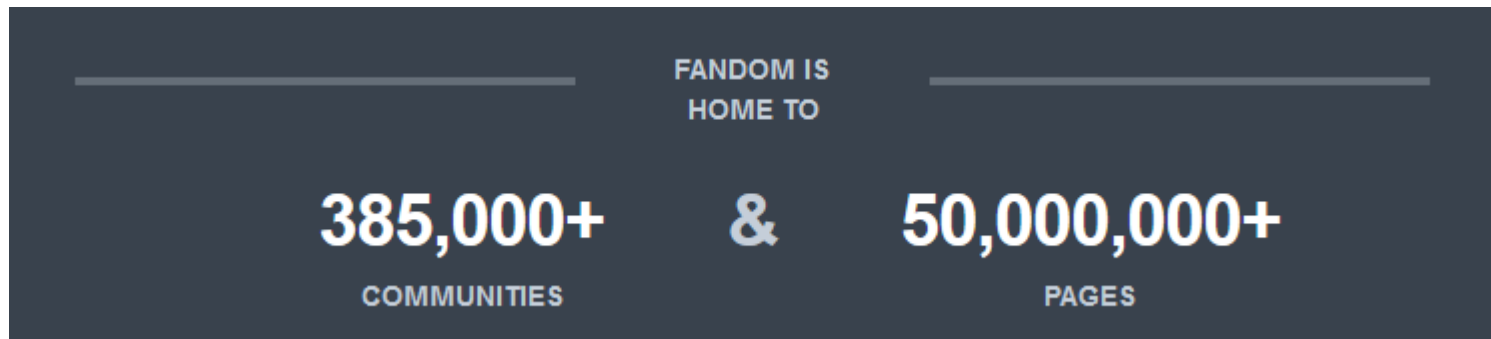 FANDOM IS
HOME TO
385,000+ & 50,000,000+
COMMUNITIES PAGES